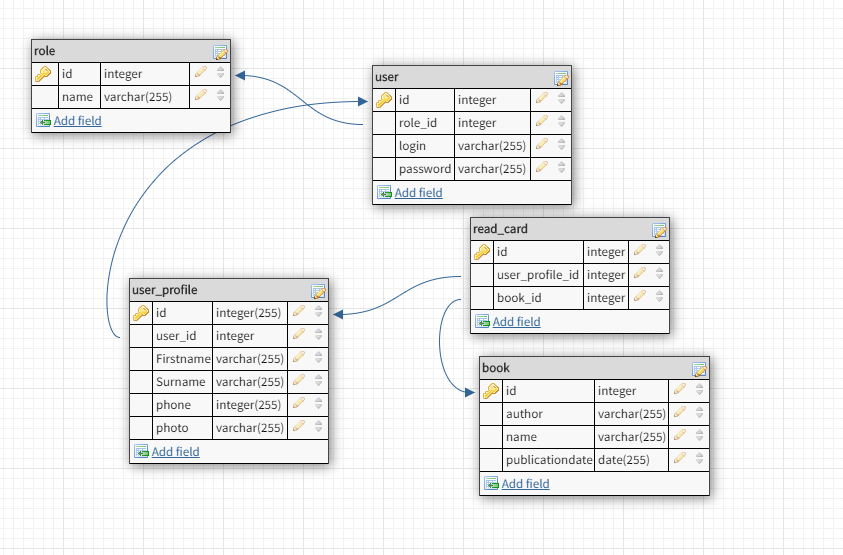 role
id integer
name varchar(255)
Add field
user
id integer
role_id integer
login varchar(255)
password varchar(255)
Add field
read_card
id integer
user_profile_id integer
book_id integer
Add field
user_profile
id integer(255)
user_id integer
Firstname varchar(255)
Surname varchar(255)
phone integer(255)
photo varchar(255)
Add field
book
id integer
author varchar(255)
name varchar(255)
publicationdate date(255)
Add field